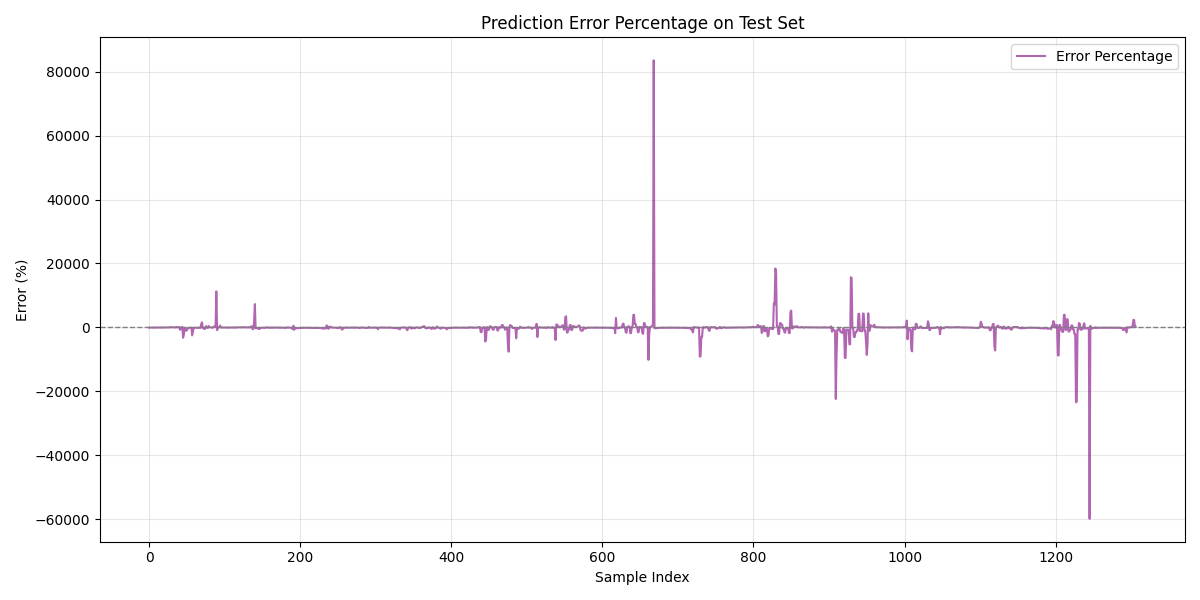 Prediction Error Percentage on Test Set
Error Percentage
80000
60000
40000
20000
0
−20000
−40000
−60000
Error (%)
0 200 400 600 800 1000 1200
Sample Index